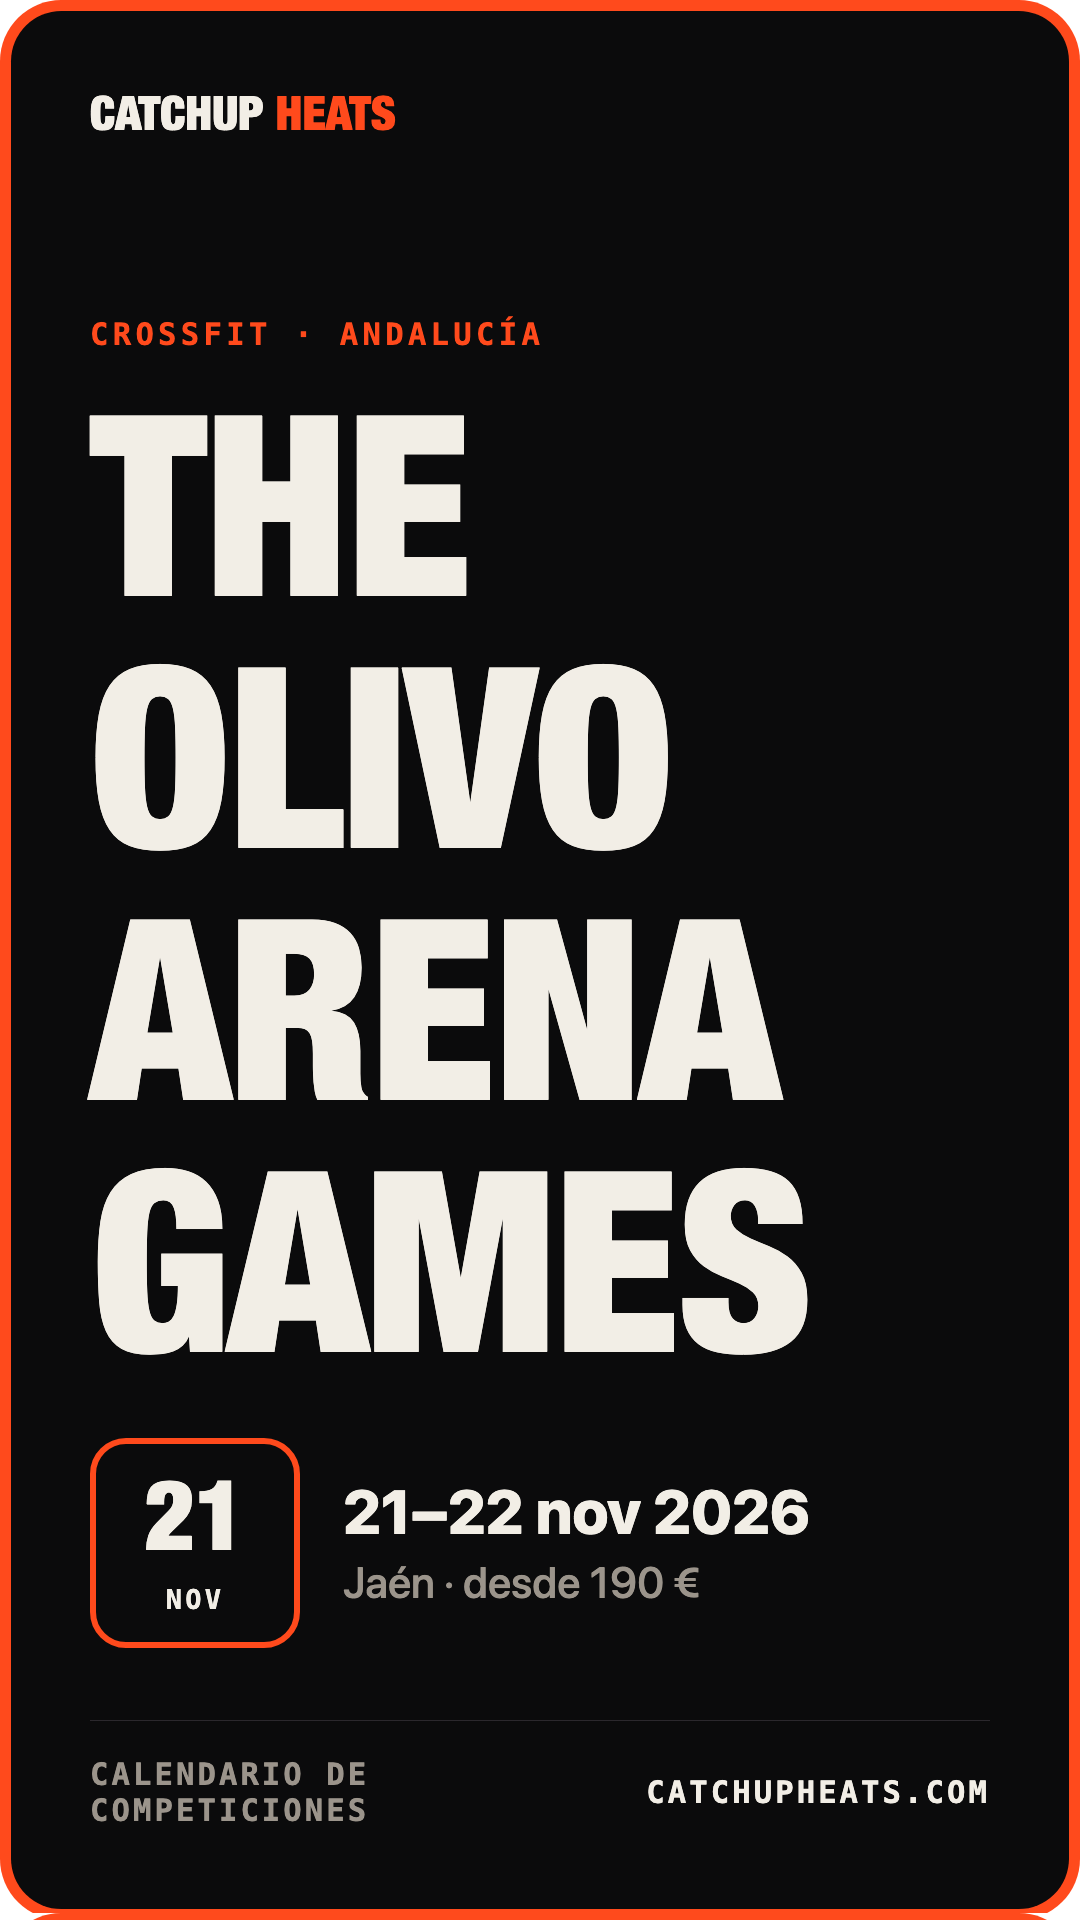 CATCHUP HEATS
CROSSFIT · ANDALUCÍA
THE
OLIVO
ARENA
GAMES
21
NOV
21–22 nov 2026
Jaén · desde 190 €
CALENDARIO DE
COMPETICIONES
CATCHUPHEATS.COM